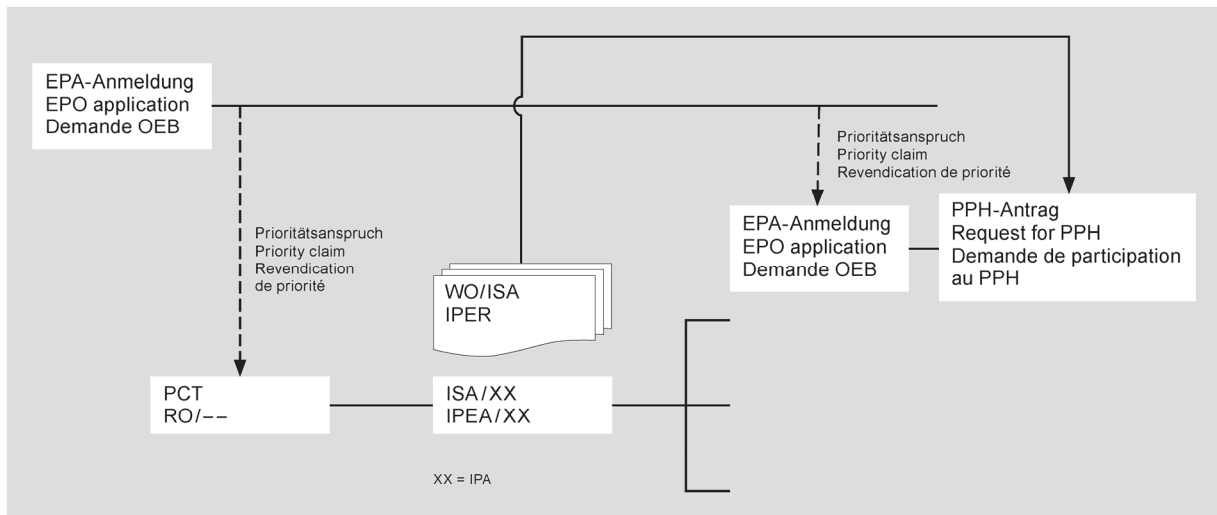 EPA-Anmeldung
EPO application
Demande OEB
Prioritätsanspruch
Priority claim
Revendication de priorité
EPA-Anmeldung
EPO application
Demande OEB
PPH-Antrag
Request for PPH
Demande de participation
au PPH
Prioritätsanspruch
Priority claim
Revendication
de priorité
WO/ISA
IPER
PCT
RO/--
ISA/XX
IPEA/XX
XX = IPA